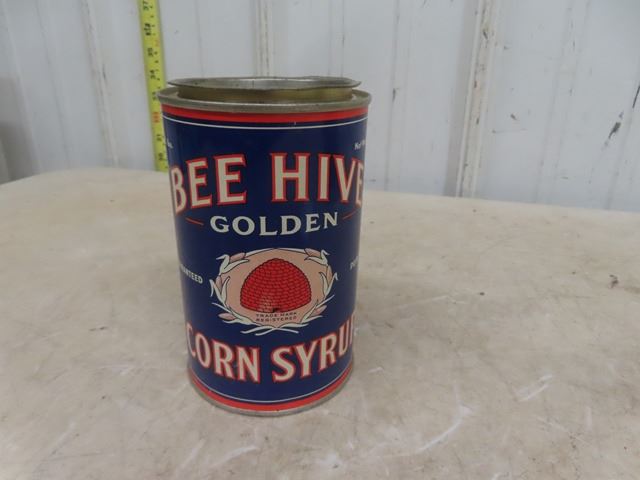 BEE HIVE
GOLDEN
TRADE MARK
REGISTERED
CORN SYRUP